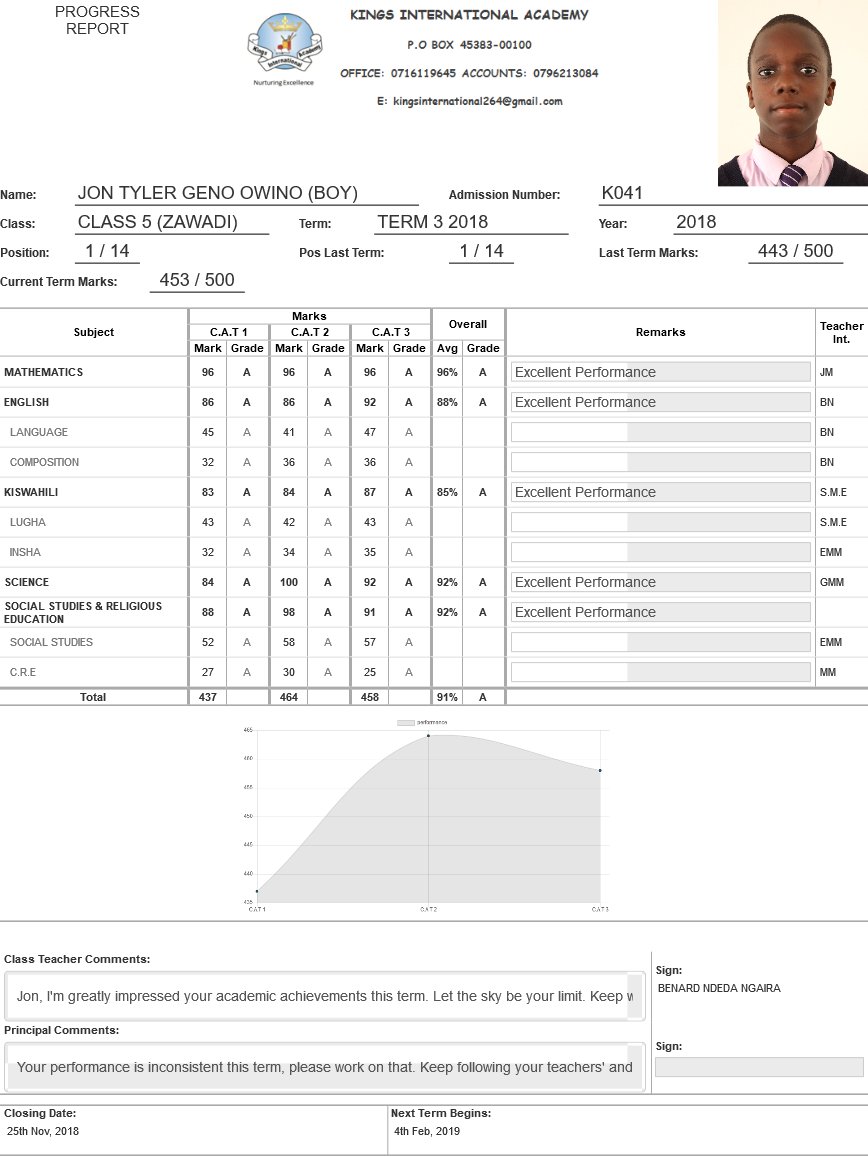 PROGRESS
REPORT
KINGS INTERNATIONAL ACADEMY
P.O BOX 45383-00100
OFFICE: 0716119645 ACCOUNTS: 0796213084
E: kingsinternational264@gmail.com
Kings Academy
International
Nurturing Excellence
Name: JON TYLER GENO OWINO (BOY) Admission Number: K041
Class: CLASS 5 (ZAWADI) Term: TERM 3 2018 Year: 2018
Position: 1 / 14 Pos Last Term: 1 / 14 Last Term Marks: 443 / 500
Current Term Marks: 453 / 500
Subject Marks Overall Remarks Teacher Int.
C.A.T 1 C.A.T 2 C.A.T 3
Mark Grade Mark Grade Mark Grade Avg Grade
MATHEMATICS 96 A 96 A 96 A 96% A Excellent Performance JM
ENGLISH 86 A 86 A 92 A 88% A Excellent Performance BN
LANGUAGE 45 A 41 A 47 A BN
COMPOSITION 32 A 36 A 36 A BN
KISWAHILI 83 A 84 A 87 A 85% A Excellent Performance S.M.E
LUGHA 43 A 42 A 43 A S.M.E
INSHA 32 A 34 A 35 A EMM
SCIENCE 84 A 100 A 92 A 92% A Excellent Performance GMM
SOCIAL STUDIES & RELIGIOUS
EDUCATION 88 A 98 A 91 A 92% A Excellent Performance
SOCIAL STUDIES 52 A 58 A 57 A EMM
C.R.E 27 A 30 A 25 A MM
Total 437 464 458 91% A
performance
465
460
455
450
445
440
435
CAT1 CAT2 CAT3
Class Teacher Comments:
Jon, I'm greatly impressed your academic achievements this term. Let the sky be your limit. Keep
Sign:
BENARD NDEDA NGAIRA
Principal Comments:
Your performance is inconsistent this term, please work on that. Keep following your teachers' and
Sign:
Closing Date: Next Term Begins:
25th Nov, 2018 4th Feb, 2019